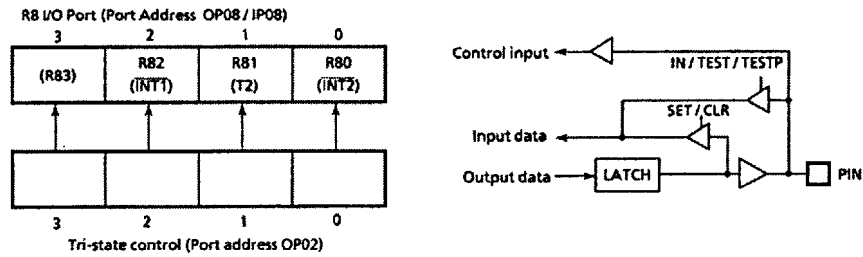 R8 I/O Port (Port Address OP08 / IP08)
3 2 1 0
(R83) R82 (INT1) R81 (T2) R80 (INT2)
3 2 1 0
Tri-state control (Port address OP02)
Control input
IN / TEST / TESTP
SET / CLR
Input data
Output data
LATCH
PIN